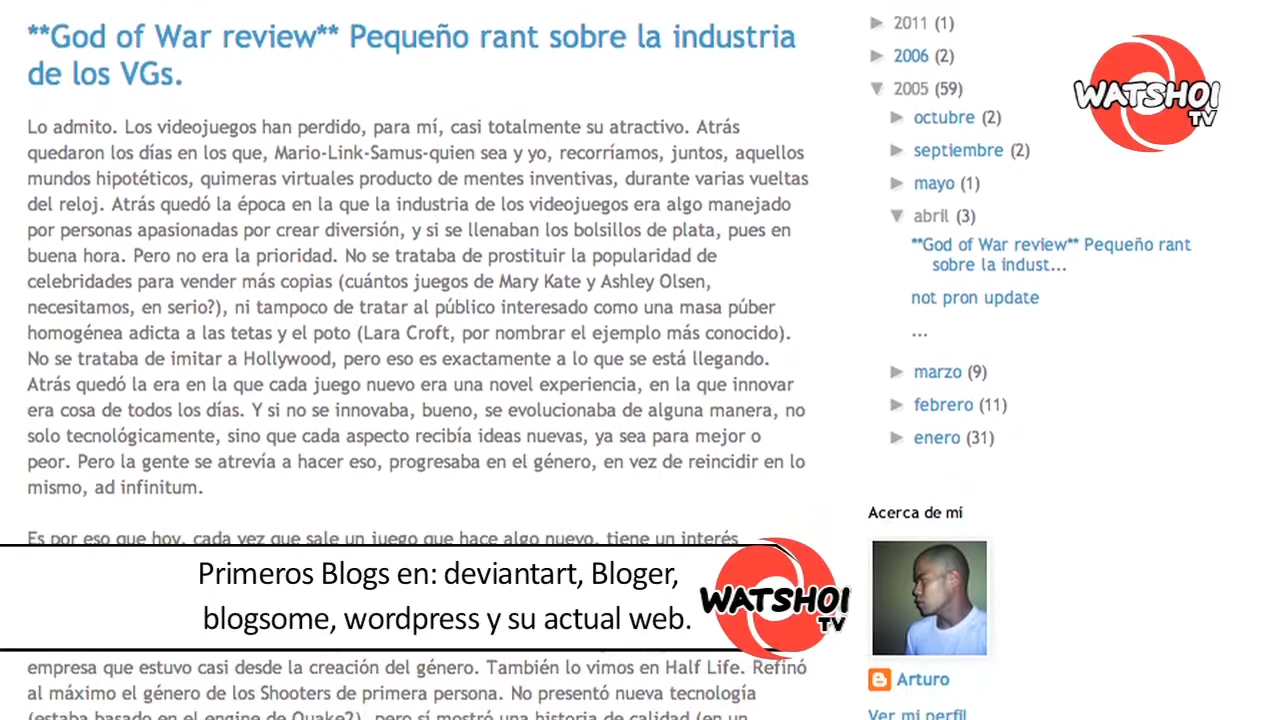 **God of War review** Pequeño rant sobre la industria
de los VGs.
Lo admito. Los videojuegos han perdido, para mí, casi totalmente su atractivo. Atrás
quedaron los días en los que, Mario-Link-Samus-quien sea y yo, recorríamos, juntos, aquellos
mundos hipotéticos, quimeras virtuales producto de mentes inventivas, durante varias vueltas
del reloj. Atrás quedó la época en la que la industria de los videojuegos era algo manejado
por personas apasionadas por crear diversión, y si se llenaban los bolsillos de plata, pues en
buena hora. Pero no era la prioridad. No se trataba de prostituir la popularidad de
celebridades para vender más copias (cuántos juegos de Mary Kate y Ashley Olsen,
necesitamos, en serio?), ni tampoco de tratar al público interesado como una masa púber
homogénea adicta a las tetas y el poto (Lara Croft, por nombrar el ejemplo más conocido).
No se trataba de imitar a Hollywood, pero eso es exactamente a lo que se está llegando.
Atrás quedó la era en la que cada juego nuevo era una novel experiencia, en la que innovar
era cosa de todos los días. Y si no se innovaba, bueno, se evolucionaba de alguna manera, no
solo tecnológicamente, sino que cada aspecto recibía ideas nuevas, ya sea para mejor o
peor. Pero la gente se atrevía a hacer eso, progresaba en el género, en vez de reincidir en lo
mismo, ad infinitum.
Es por eso que hoy, cada vez que sale un juego que hace algo nuevo, tiene un interés
Primeros Blogs en: deviantart, Bloger,
blogsome, wordpress y su actual web.
WATSHOI
TV
empresa que estuvo casi desde la creación del género. También lo vimos en Half Life. Refinó
al máximo el género de los Shooters de primera persona. No presentó nueva tecnología
(estaba basado en el engine de Quake?), pero sí mostró una historia de calidad (en un
2011 (1)
2006 (2)
2005 (59)
octubre (2)
septiembre (2)
mayo (1)
abril (3)
**God of War review** Pequeño rant
sobre la indust...
not pron update
...
marzo (9)
febrero (11)
enero (31)
WATSHOI
TV
Acerca de mí
Arturo
Ver mi perfil